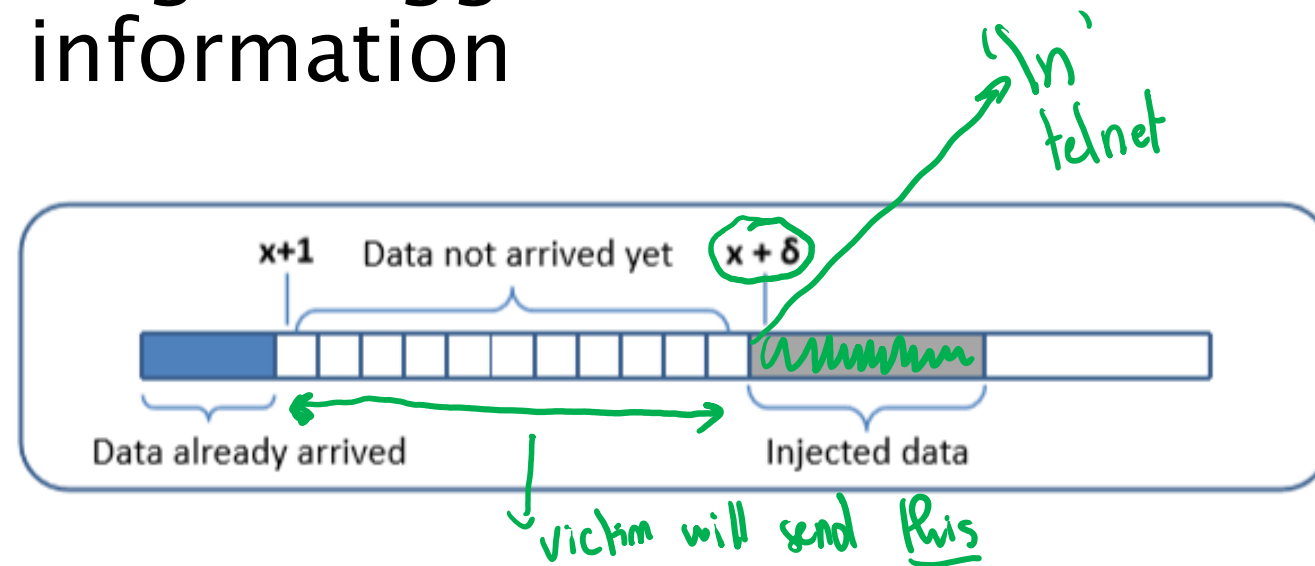 information
'\n'
telnet
x+1 Data not arrived yet x + δ
Data already arrived Injected data
victim will send this